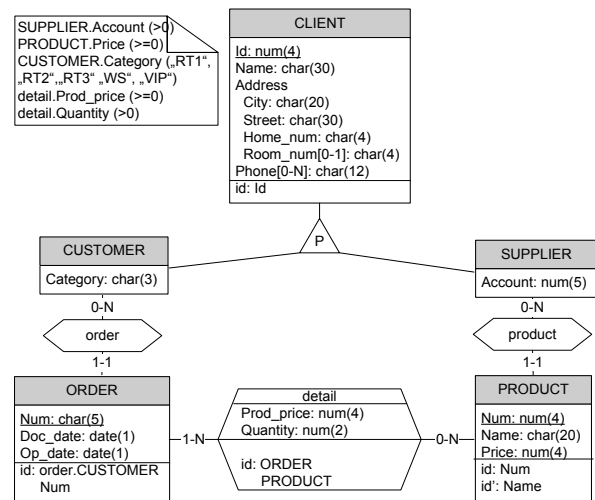 SUPPLIER.Account (>0)
PRODUCT.Price (>=0)
CUSTOMER.Category („RT1“,
„RT2“,„RT3“ „WS“, „VIP“)
detail.Prod_price (>=0)
detail.Quantity (>0)
CLIENT
Id: num(4)
Name: char(30)
Address
City: char(20)
Street: char(30)
Home_num: char(4)
Room_num[0-1]: char(4)
Phone[0-N]: char(12)
id: Id
P
CUSTOMER
Category: char(3)
SUPPLIER
Account: num(5)
0-N
order
1-1
0-N
product
1-1
ORDER
Num: char(5)
Doc_date: date(1)
Op_date: date(1)
id: order.CUSTOMER
Num
1-N
detail
Prod_price: num(4)
Quantity: num(2)
id: ORDER
PRODUCT
0-N
PRODUCT
Num: num(4)
Name: char(20)
Price: num(4)
id: Num
id': Name